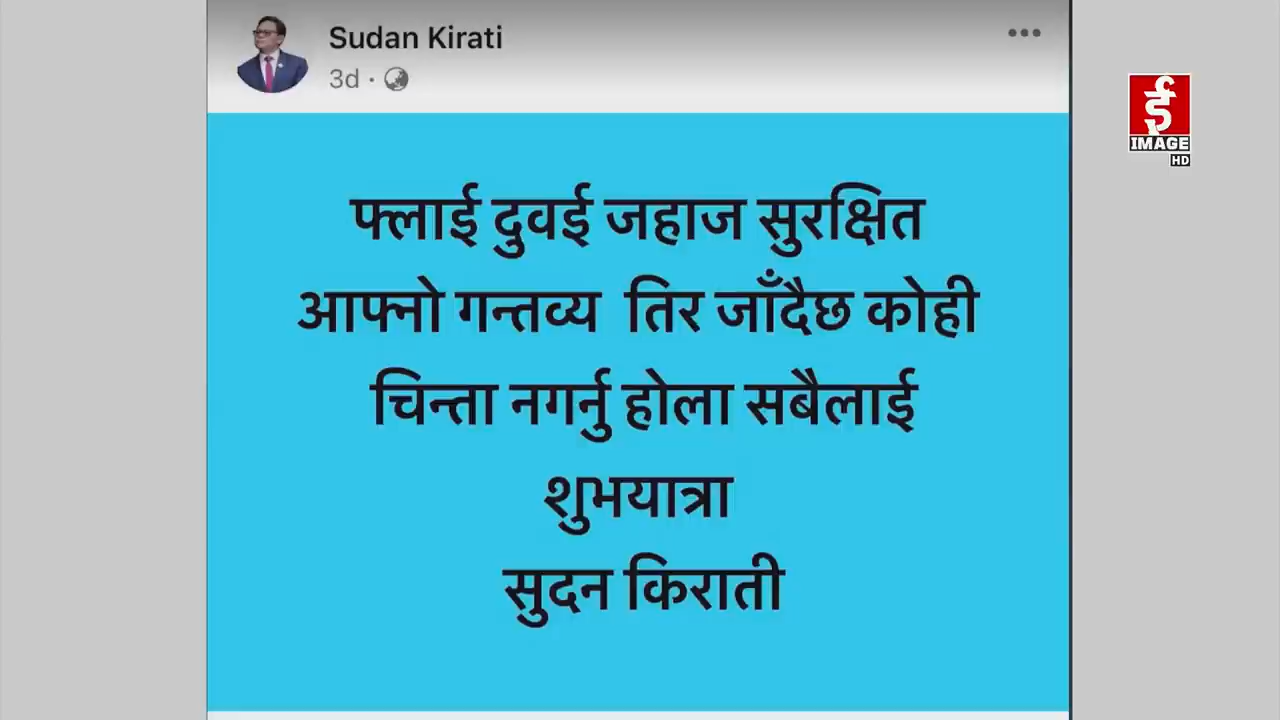 Sudan Kirati
3d ·
फ्लाई दुवई जहाज सुरक्षित
आफ्नो गन्तव्य तिर जाँदैछ कोही
चिन्ता नगर्नु होला सबैलाई
शुभयात्रा
सुदन किराती
ई
IMAGE
HD